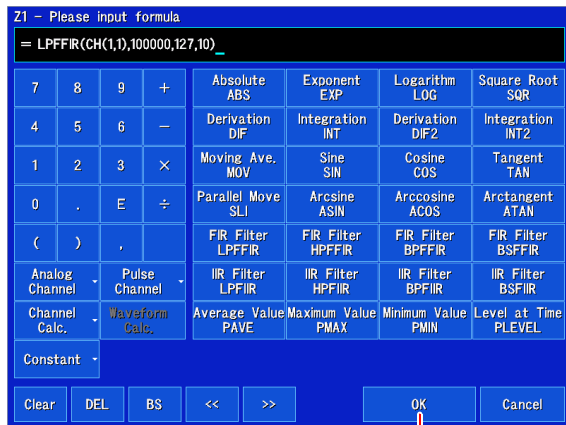 Z1 - Please input formula
= LPFFIR(CH(1,1),100000,127,10)_
7 8 9 + Absolute Exponent Logarithm Square Root
ABS EXP LOG SQR
4 5 6 - Derivation Integration Derivation Integration
DIF INT DIF2 INT2
1 2 3 × Moving Ave. Sine Cosine Tangent
MOV SIN COS TAN
0 . E ÷ Parallel Move Arcsine Arccosine Arctangent
SLI ASIN ACOS ATAN
( ) , FIR Filter FIR Filter FIR Filter FIR Filter
LPFFIR HPFFIR BPFFIR BSFFIR
Analog Pulse IIR Filter IIR Filter IIR Filter IIR Filter
Channel Channel LPFIIR HPFIIR BPFIIR BSFIIR
Channel Waveform Average Value Maximum Value Minimum Value Level at Time
Calc. Calc. PAVE PMAX PMIN PLEVEL
Constant
Clear DEL BS << >> OK Cancel